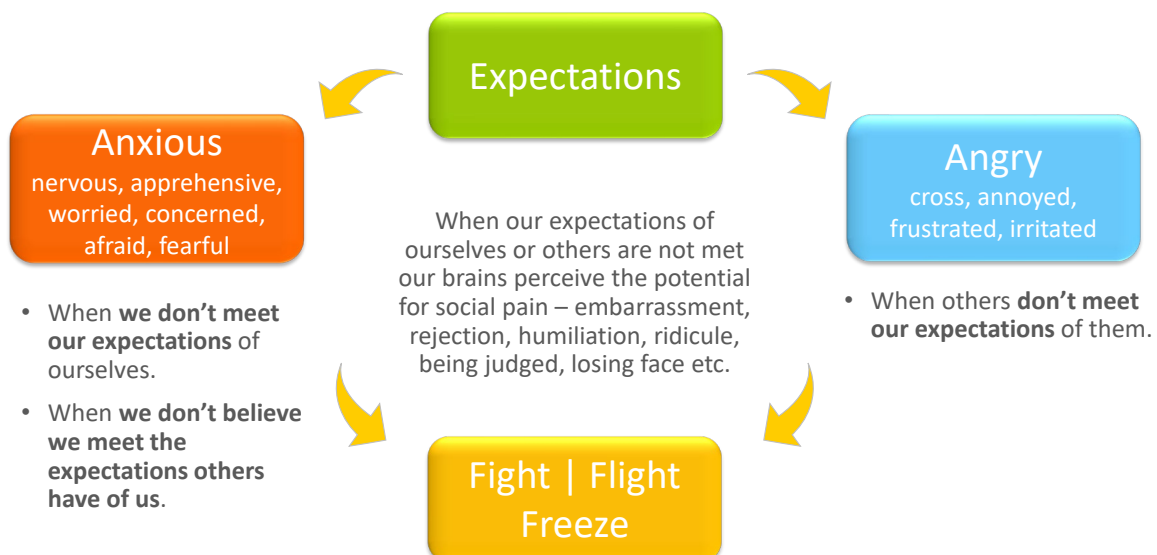 Expectations
Anxious
nervous, apprehensive,
worried, concerned,
afraid, fearful
• When we don’t meet
our expectations of
ourselves.
• When we don’t believe
we meet the
expectations others
have of us.
When our expectations of
ourselves or others are not met
our brains perceive the potential
for social pain – embarrassment,
rejection, humiliation, ridicule,
being judged, losing face etc.
Angry
cross, annoyed,
frustrated, irritated
• When others don’t meet
our expectations of them.
Fight | Flight
Freeze